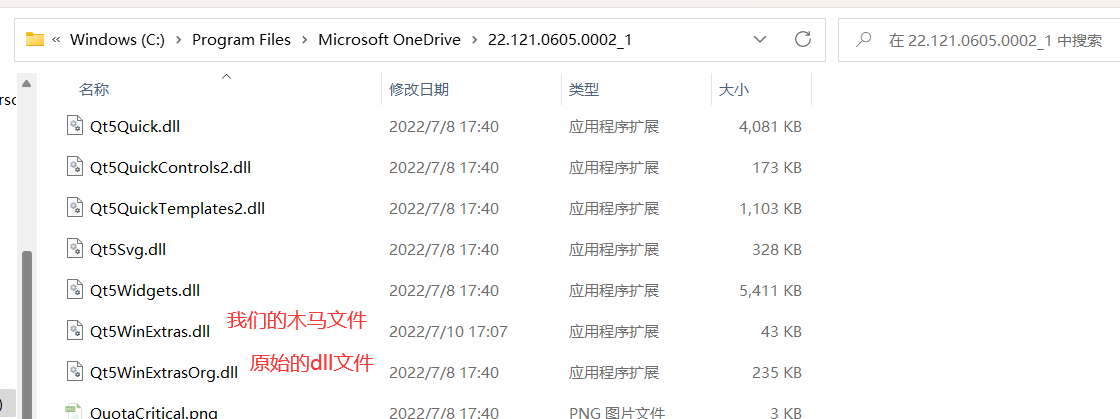 « Windows (C:) › Program Files › Microsoft OneDrive › 22.121.0605.0002_1 在 22.121.0605.0002_1 中搜索
名称 修改日期 类型 大小
Qt5Quick.dll 2022/7/8 17:40 应用程序扩展 4,081 KB
Qt5QuickControls2.dll 2022/7/8 17:40 应用程序扩展 173 KB
Qt5QuickTemplates2.dll 2022/7/8 17:40 应用程序扩展 1,103 KB
Qt5Svg.dll 2022/7/8 17:40 应用程序扩展 328 KB
Qt5Widgets.dll 2022/7/8 17:40 应用程序扩展 5,411 KB
Qt5WinExtras.dll 我们的木马文件 2022/7/10 17:07 应用程序扩展 43 KB
Qt5WinExtrasOrg.dll 原始的dll文件 2022/7/8 17:40 应用程序扩展 235 KB
QuotaCritical.png 2022/7/8 17:40 PNG 图片文件 3 KB